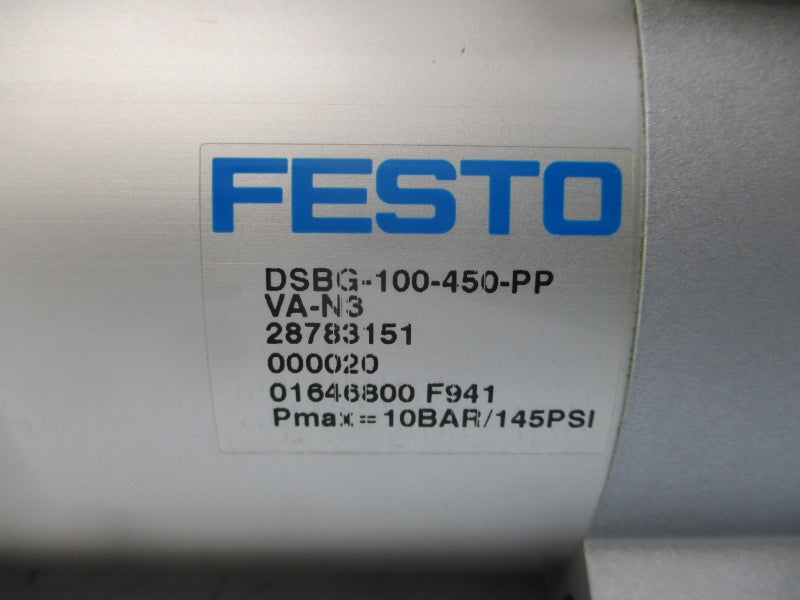 FESTO
DSBG-100-450-PP
VA-N3
28783151
000020
01646800 F941
Pmax=10BAR/145PSI